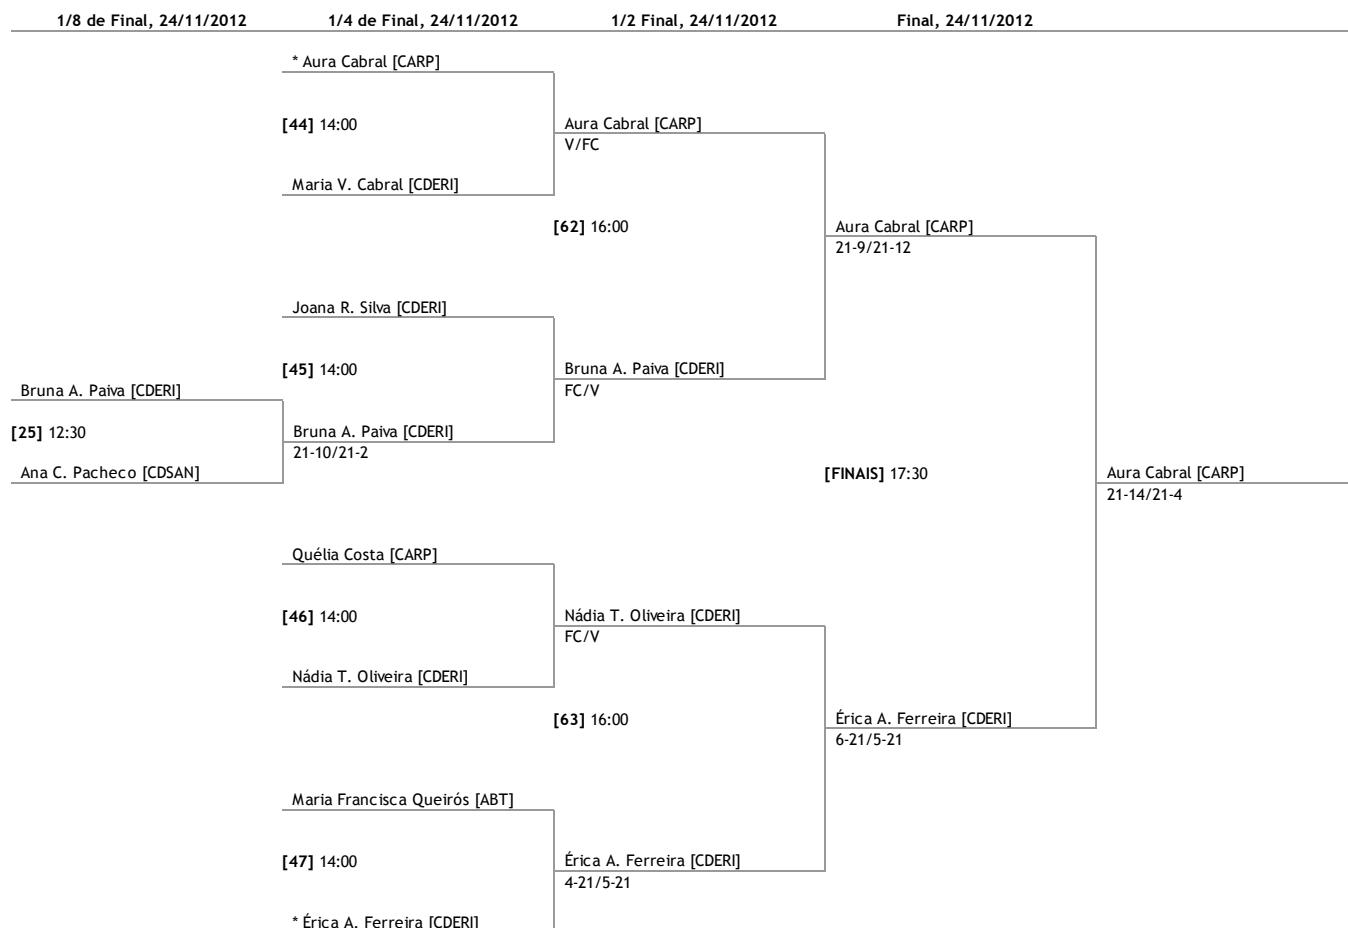 1/8 de Final, 24/11/2012 1/4 de Final, 24/11/2012 1/2 Final, 24/11/2012 Final, 24/11/2012
* Aura Cabral [CARP]
[44] 14:00 Aura Cabral [CARP]
V/FC
Maria V. Cabral [CDERI]
[62] 16:00 Aura Cabral [CARP]
21-9/21-12
Joana R. Silva [CDERI]
[45] 14:00 Bruna A. Paiva [CDERI]
Bruna A. Paiva [CDERI] FC/V
[25] 12:30 Bruna A. Paiva [CDERI]
21-10/21-2
Ana C. Pacheco [CDSAN] [FINAIS] 17:30 Aura Cabral [CARP]
21-14/21-4
Quélia Costa [CARP]
[46] 14:00 Nádia T. Oliveira [CDERI]
FC/V
Nádia T. Oliveira [CDERI]
[63] 16:00 Érica A. Ferreira [CDERI]
6-21/5-21
Maria Francisca Queirós [ABT]
[47] 14:00 Érica A. Ferreira [CDERI]
4-21/5-21
* Érica A. Ferreira [CDERI]